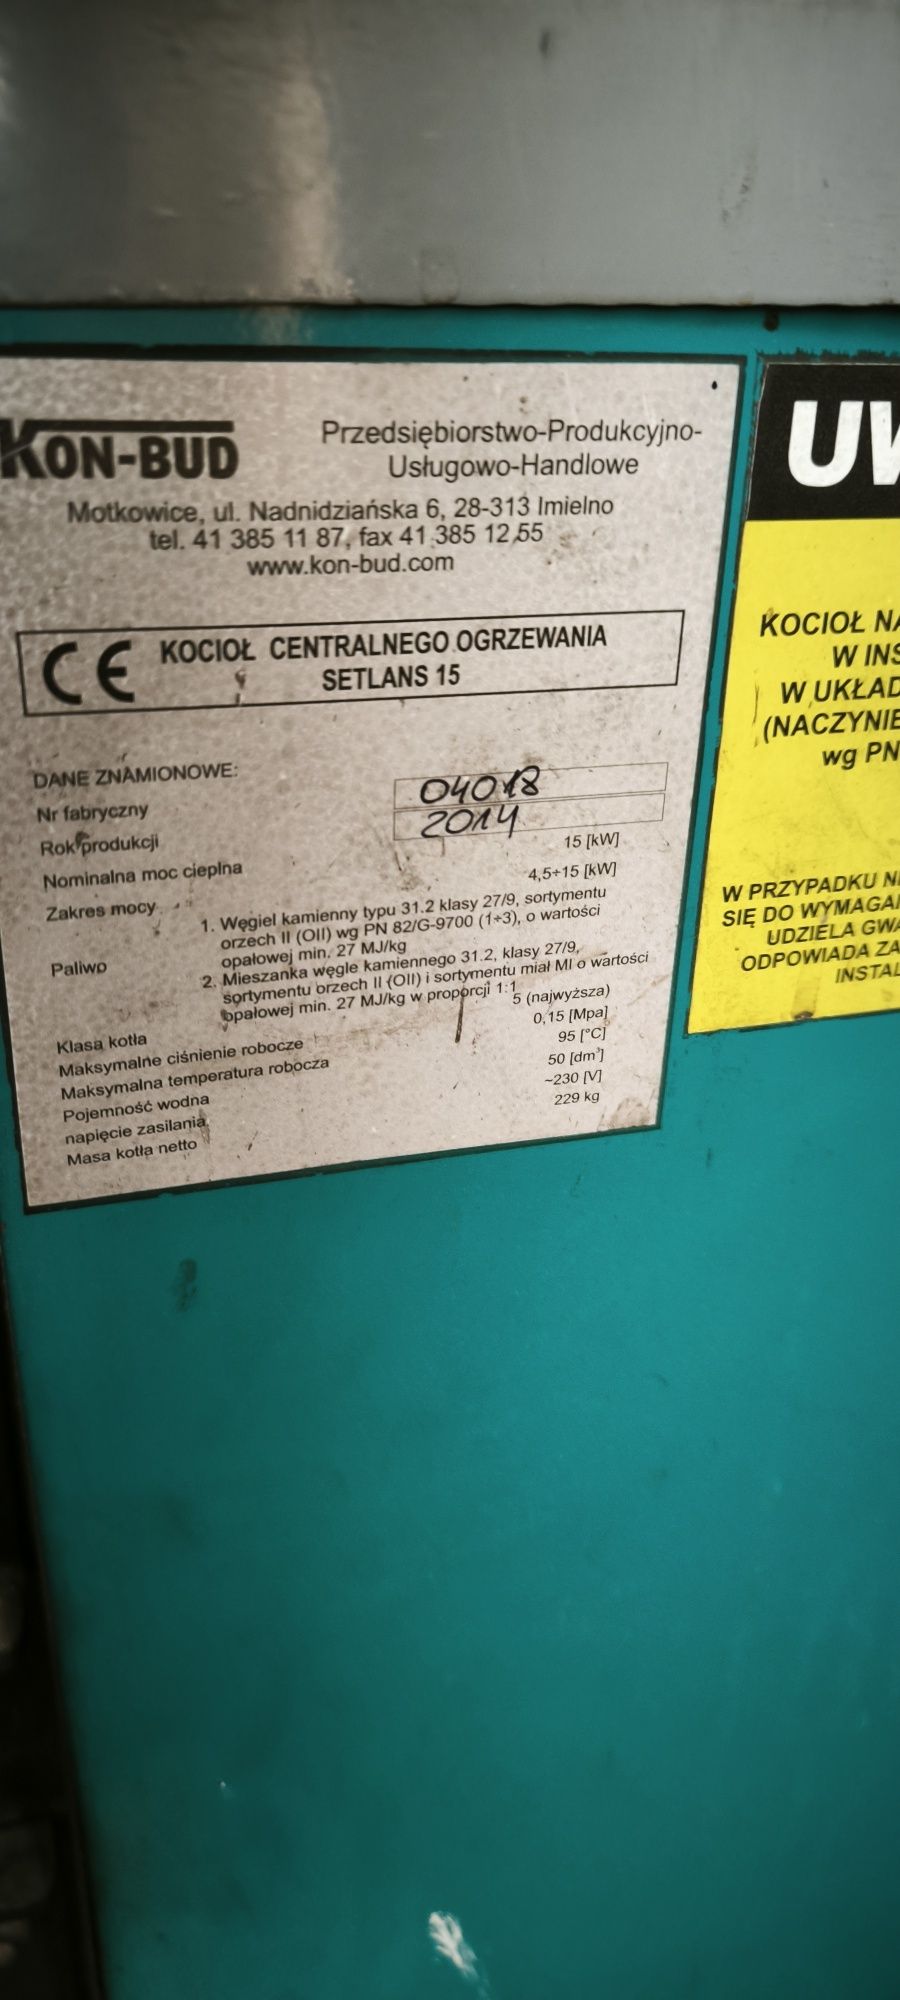 KON-BUD
Przedsiębiorstwo-Produkcyjno-
Usługowo-Handlowe
Motkowice, ul. Nadnidziańska 6, 28-313 Imielno
tel. 41 385 11 87, fax 41 385 12 55
www.kon-bud.com
CE KOCIOŁ CENTRALNEGO OGRZEWANIA
SETLANS 15
DANE ZNAMIONOWE:
Nr fabryczny 04018
Rok produkcji 2014
Nominalna moc cieplna 15 [kW]
Zakres mocy 4,5÷15 [kW]
Paliwo
1. Węgiel kamienny typu 31.2 klasy 27/9, sortymentu
orzech II (OII) wg PN 82/G-9700 (1÷3), o wartości
opałowej min. 27 MJ/kg
2. Mieszanka węgle kamiennego 31.2, klasy 27/9,
sortymentu orzech II (OII) i sortymentu miał MI o wartości
opałowej min. 27 MJ/kg w proporcji 1:1
Klasa kotła 5 (najwyższa)
Maksymalne ciśnienie robocze 0,15 [Mpa]
Maksymalna temperatura robocza 95 [°C]
Pojemność wodna 50 [dm³]
napięcie zasilania ~230 [V]
Masa kotła netto 229 kg
UW
KOCIOŁ NA
W INS
W UKŁAD
(NACZYNIE
wg PN
W PRZYPADKU NI
SIĘ DO WYMAGAŃ
UDZIELA GWA
ODPOWIADA ZA
INSTAL